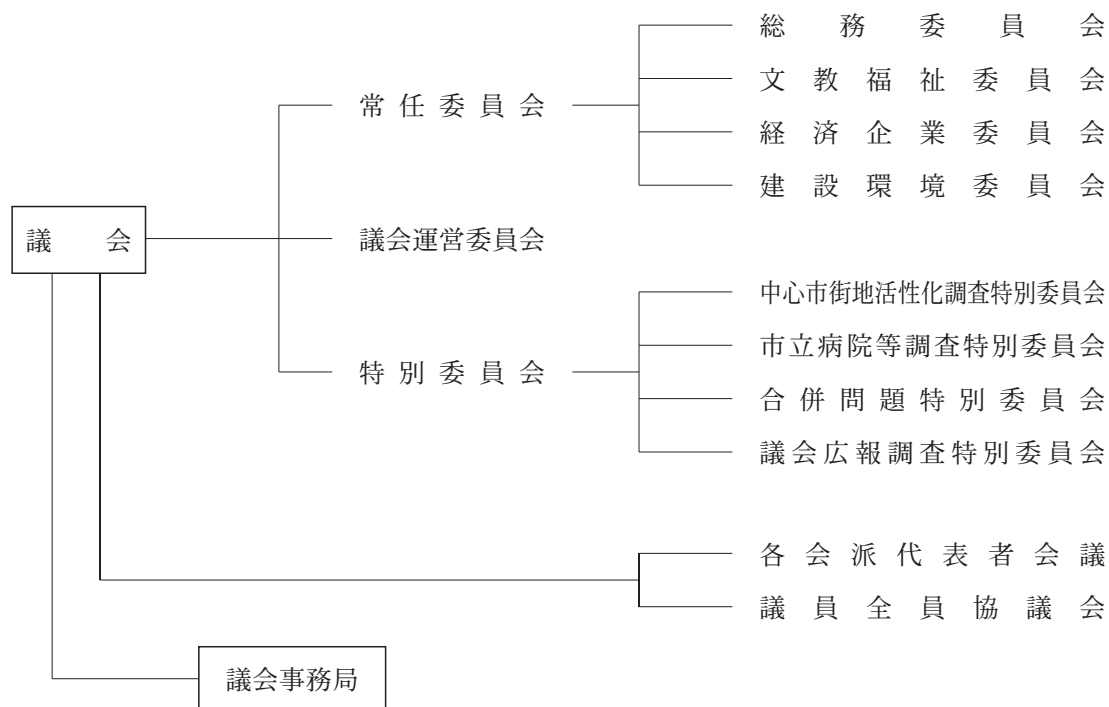 総務委員会
文教福祉委員会
常任委員会
経済企業委員会
建設環境委員会
議会
議会運営委員会
中心市街地活性化調査特別委員会
市立病院等調査特別委員会
特別委員会
合併問題特別委員会
議会広報調査特別委員会
各会派代表者会議
議員全員協議会
議会事務局